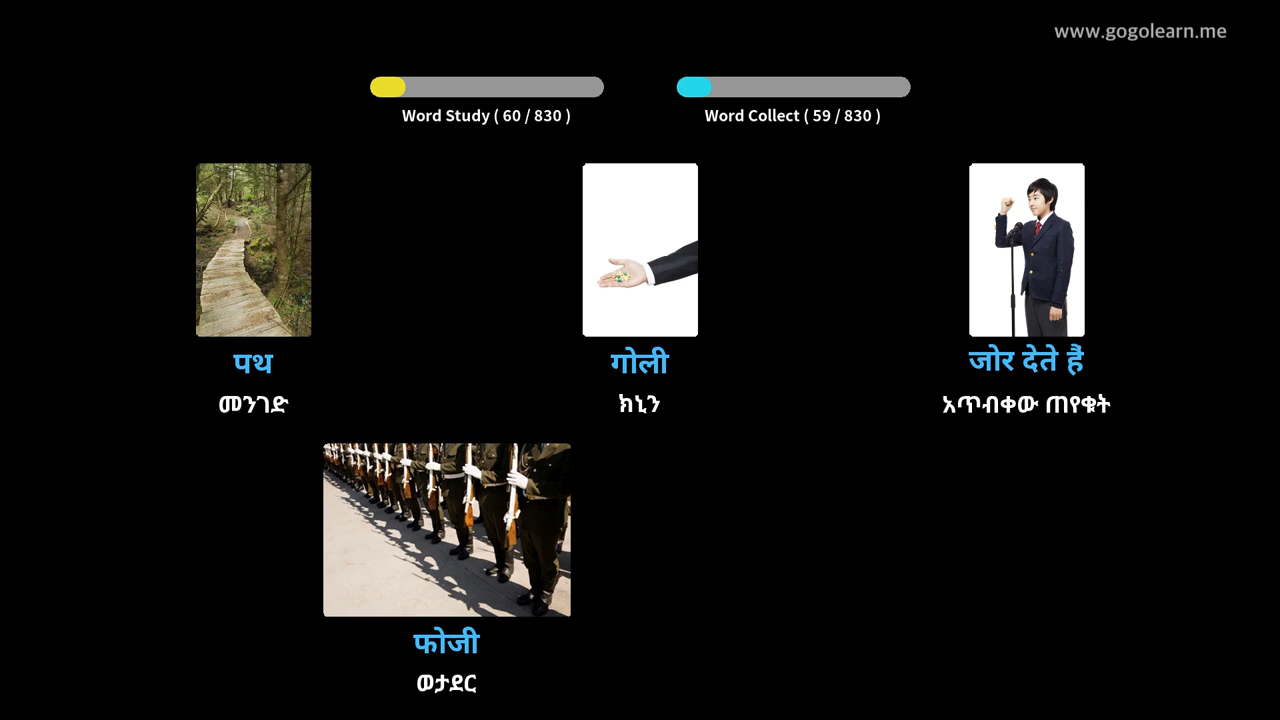 www.gogolearn.me
Word Study ( 60 / 830 )
Word Collect ( 59 / 830 )
पथ
መንገድ
गोली
ክኒን
जोर देते हैं
አጥብቀው ጠየቁት
फोजी
ወታደር